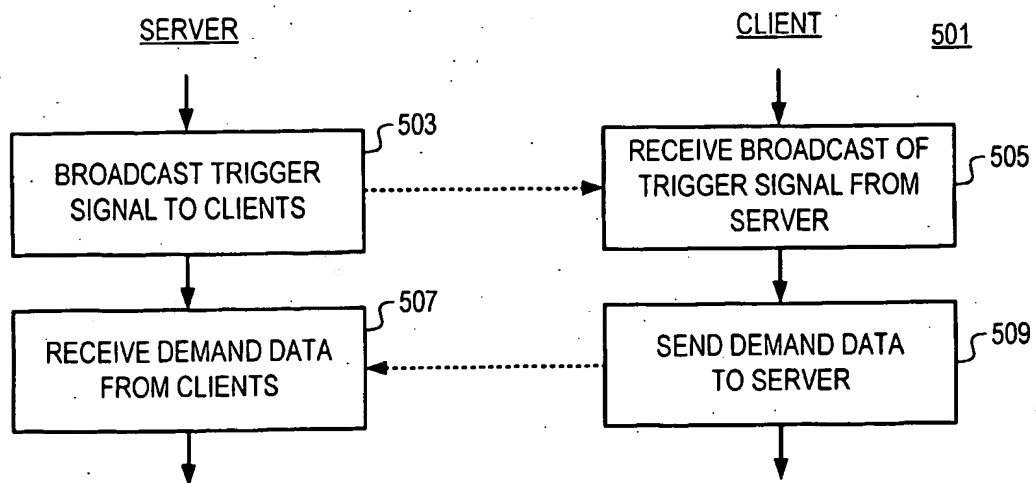 SERVER
CLIENT
501
503
BROADCAST TRIGGER
SIGNAL TO CLIENTS
RECEIVE BROADCAST OF
TRIGGER SIGNAL FROM
SERVER
505
507
RECEIVE DEMAND DATA
FROM CLIENTS
SEND DEMAND DATA
TO SERVER
509